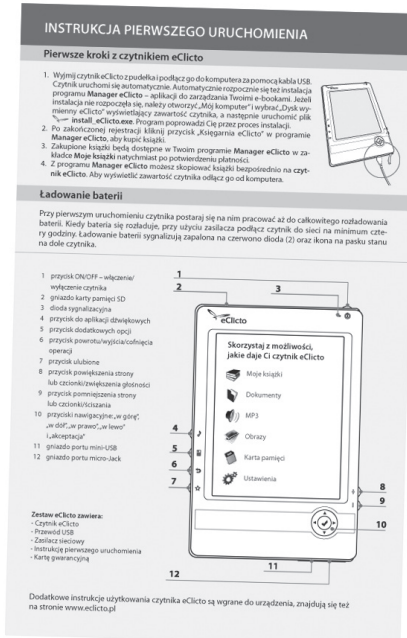 INSTRUKCJA PIERWSZEGO URUCHOMIENIA
Pierwsze kroki z czytnikiem eClicto
1. Wyjmij czytnik eClicto z pudełka i podłącz go do komputera za pomocą kabla USB.
Czytnik uruchomi się automatycznie. Automatycznie rozpocznie się też instalacja
programu Manager eClicto – aplikacji do zarządzania Twoimi e-bookami. Jeżeli
instalacja nie rozpoczęła się, należy otworzyć „Mój komputer” i wybrać „Dysk wy-
mienny eClicto” wyświetlający zawartość czytnika, a następnie uruchomić plik
install_eClicto.exe. Program poprowadzi Cię przez proces instalacji.
2. Po zakończonej rejestracji kliknij przycisk „Księgarnia eClicto” w programie
Manager eClicto, aby kupić książki.
3. Zakupione książki będą dostępne w Twoim programie Manager eClicto w za-
kładce Moje książki natychmiast po potwierdzeniu płatności.
4. Z programu Manager eClicto możesz skopiować książki bezpośrednio na czyt-
nik eClicto. Aby wyświetlić zawartość czytnika odłącz go od komputera.
Ładowanie baterii
Przy pierwszym uruchomieniu czytnika postaraj się na nim pracować aż do całkowitego rozładowania
baterii. Kiedy bateria się rozładuje, przy użyciu zasilacza podłącz czytnik do sieci na minimum czte-
ry godziny. Ładowanie baterii sygnalizują zapalona na czerwono dioda (2) oraz ikona na pasku stanu
na dole czytnika.
1 przycisk ON/OFF – włączenie/
wyłączenie czytnika
2 gniazdo karty pamięci SD
3 dioda sygnalizacyjna
4 przycisk do aplikacji dźwiękowych
5 przycisk dodatkowych opcji
6 przycisk powrotu/wyjścia/cofnięcia
operacji
7 przycisk ulubione
8 przycisk powiększenia strony
lub czcionki/zwiększenia głośności
9 przycisk pomniejszenia strony
lub czcionki/ściszania
10 przyciski nawigacyjne: „w górę”,
„w dół”, „w prawo”, „w lewo”
i „akceptacja”
11 gniazdo portu mini-USB
12 gniazdo portu micro-Jack
Zestaw eClicto zawiera:
- Czytnik eClicto
- Przewód USB
- Zasilacz sieciowy
- Instrukcję pierwszego uruchomienia
- Kartę gwarancyjną
1
2
3
eClicto
Skorzystaj z możliwości,
jakie daje Ci czytnik eClicto
Moje książki
Dokumenty
MP3
Obrazy
Karta pamięci
Ustawienia
4
5
6
7
8
9
10
11
12
Dodatkowe instrukcje użytkowania czytnika eClicto są wgrane do urządzenia, znajdują się też
na stronie www.eclicto.pl